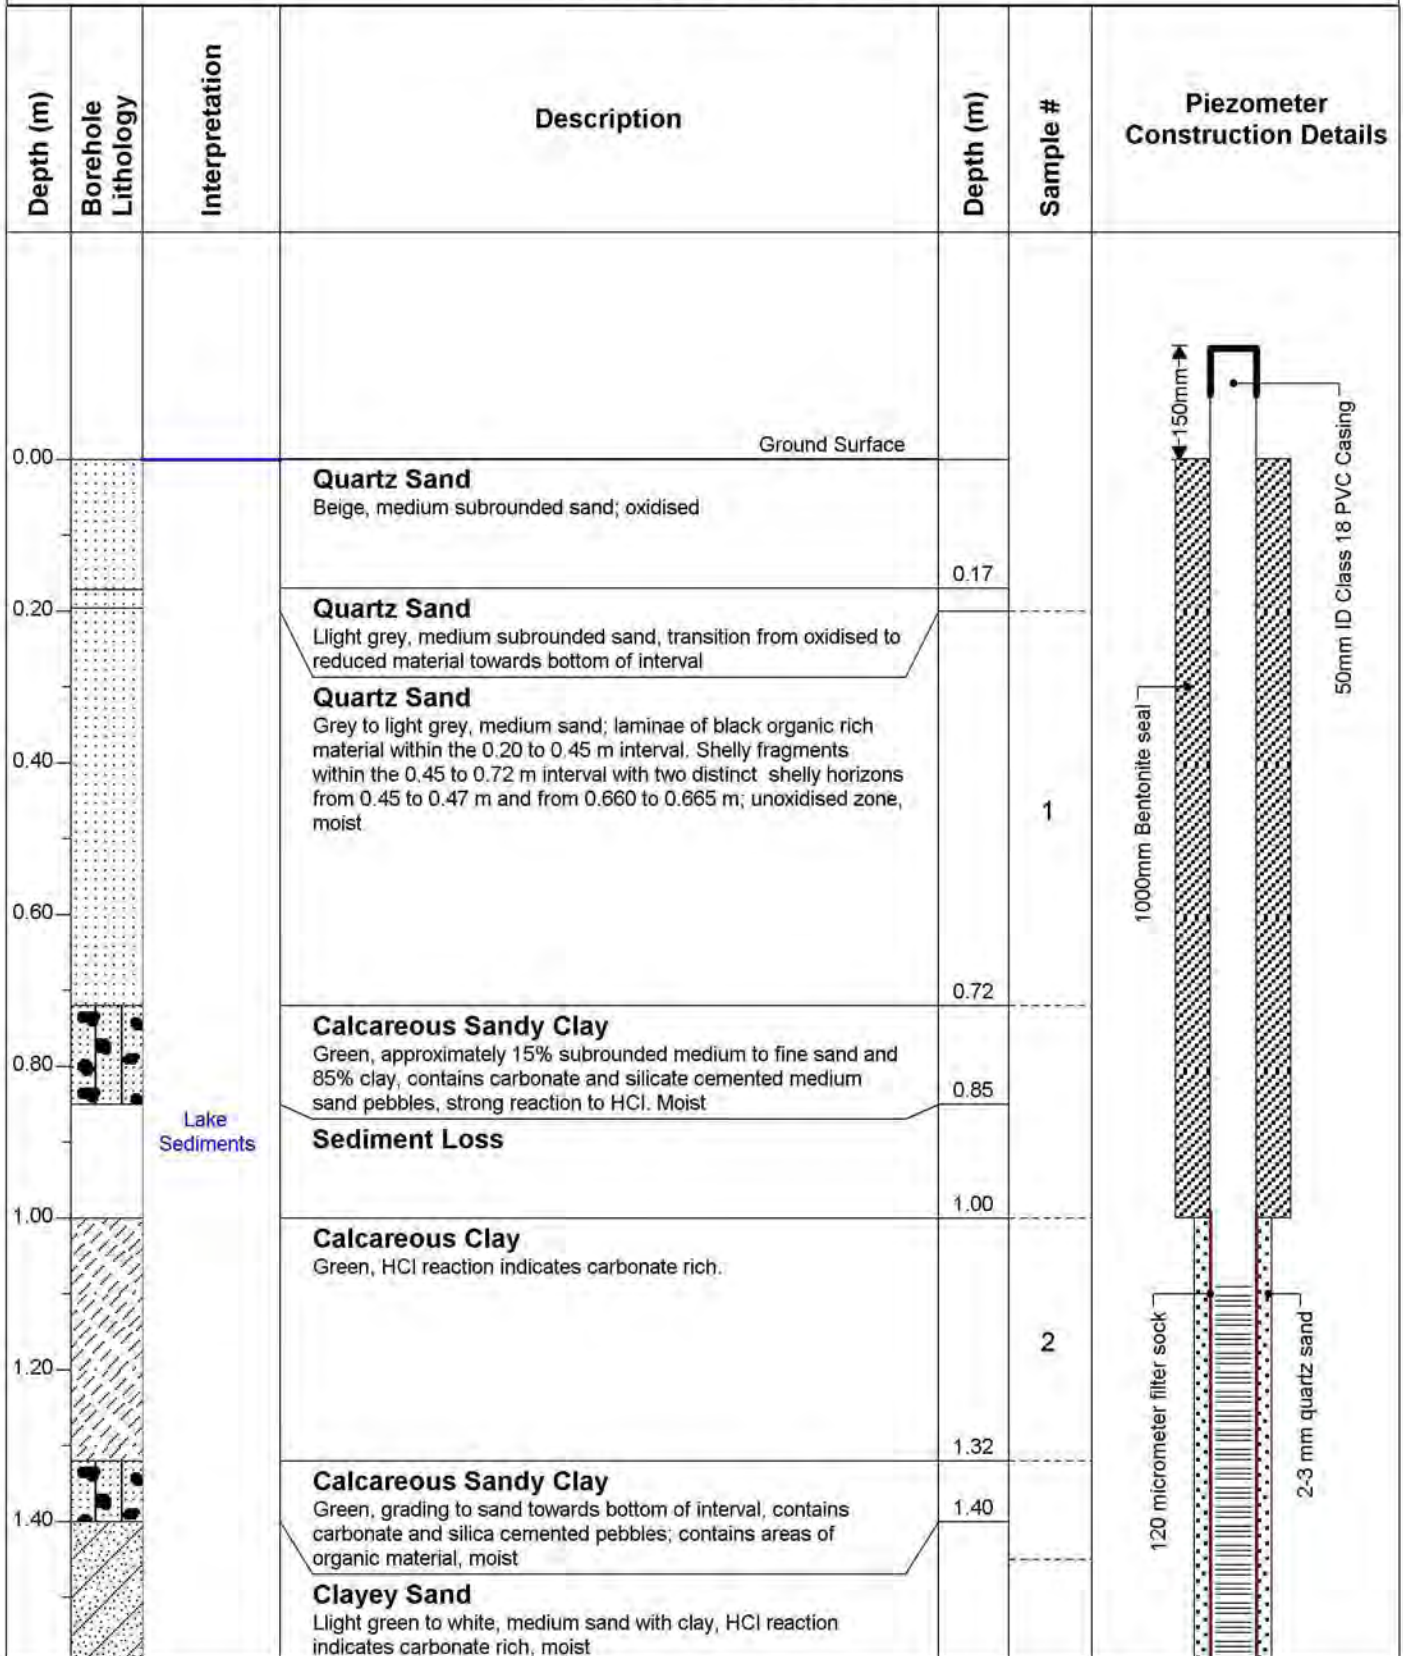 Depth (m)
Borehole
Lithology
Interpretation
Description
Depth (m)
Sample #
Piezometer
Construction Details
Ground Surface
0.00
Quartz Sand
Beige, medium subrounded sand; oxidised
0.17
0.20
Quartz Sand
Llight grey, medium subrounded sand, transition from oxidised to
reduced material towards bottom of interval
Quartz Sand
Grey to light grey, medium sand; laminae of black organic rich
material within the 0.20 to 0.45 m interval. Shelly fragments
within the 0.45 to 0.72 m interval with two distinct shelly horizons
from 0.45 to 0.47 m and from 0.660 to 0.665 m; unoxidised zone,
moist
0.40
0.60
1
0.72
Calcareous Sandy Clay
Green, approximately 15% subrounded medium to fine sand and
85% clay, contains carbonate and silicate cemented medium
sand pebbles, strong reaction to HCl. Moist
0.80
0.85
Lake
Sediments
Sediment Loss
1.00
1.00
Calcareous Clay
Green, HCl reaction indicates carbonate rich.
1.20
2
1.32
Calcareous Sandy Clay
Green, grading to sand towards bottom of interval, contains
carbonate and silica cemented pebbles; contains areas of
organic material, moist
1.40
1.40
Clayey Sand
Llight green to white, medium sand with clay, HCl reaction
indicates carbonate rich, moist
150mm
50mm ID Class 18 PVC Casing
1000mm Bentonite seal
120 micrometer filter sock
2-3 mm quartz sand